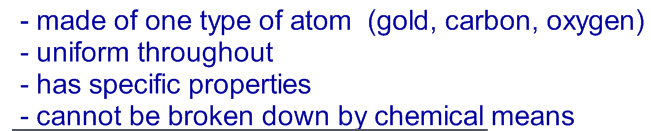 - made of one type of atom (gold, carbon, oxygen)
- uniform throughout
- has specific properties
- cannot be broken down by chemical means